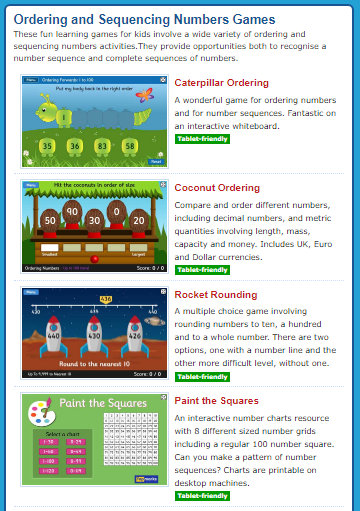 Ordering and Sequencing Numbers Games
These fun learning games for kids involve a wide variety of ordering and
sequencing numbers activities.They provide opportunities both to recognise a
number sequence and complete sequences of numbers.
Menu
Ordering Forwards 1 to 100
Put my body back in the right order
1
35 36 83 58
Reset
Caterpillar Ordering
A wonderful game for ordering numbers
and for number sequences. Fantastic on
an interactive whiteboard.
Tablet-friendly
Menu
Hit the coconuts in order of size
50 90 30 0 20
Smallest Largest
Ordering Numbers
Score: 0 / 0
Coconut Ordering
Compare and order different numbers,
including decimal numbers, and metric
quantities involving length, mass,
capacity and money. Includes UK, Euro
and Dollar currencies.
Tablet-friendly
Menu
436
430 440
440 430 426
Round to the nearest 10
Score: 0 / 0
Rocket Rounding
A multiple choice game involving
rounding numbers to ten, a hundred
and to a whole number. There are two
options, one with a number line and the
other more difficult level, without one.
Tablet-friendly
Paint the Squares
Select a chart
Paint the Squares
An interactive number charts resource
with 8 different sized number grids
including a regular 100 number square.
Can you make a pattern of number
sequences? Charts are printable on
desktop machines.
Tablet-friendly